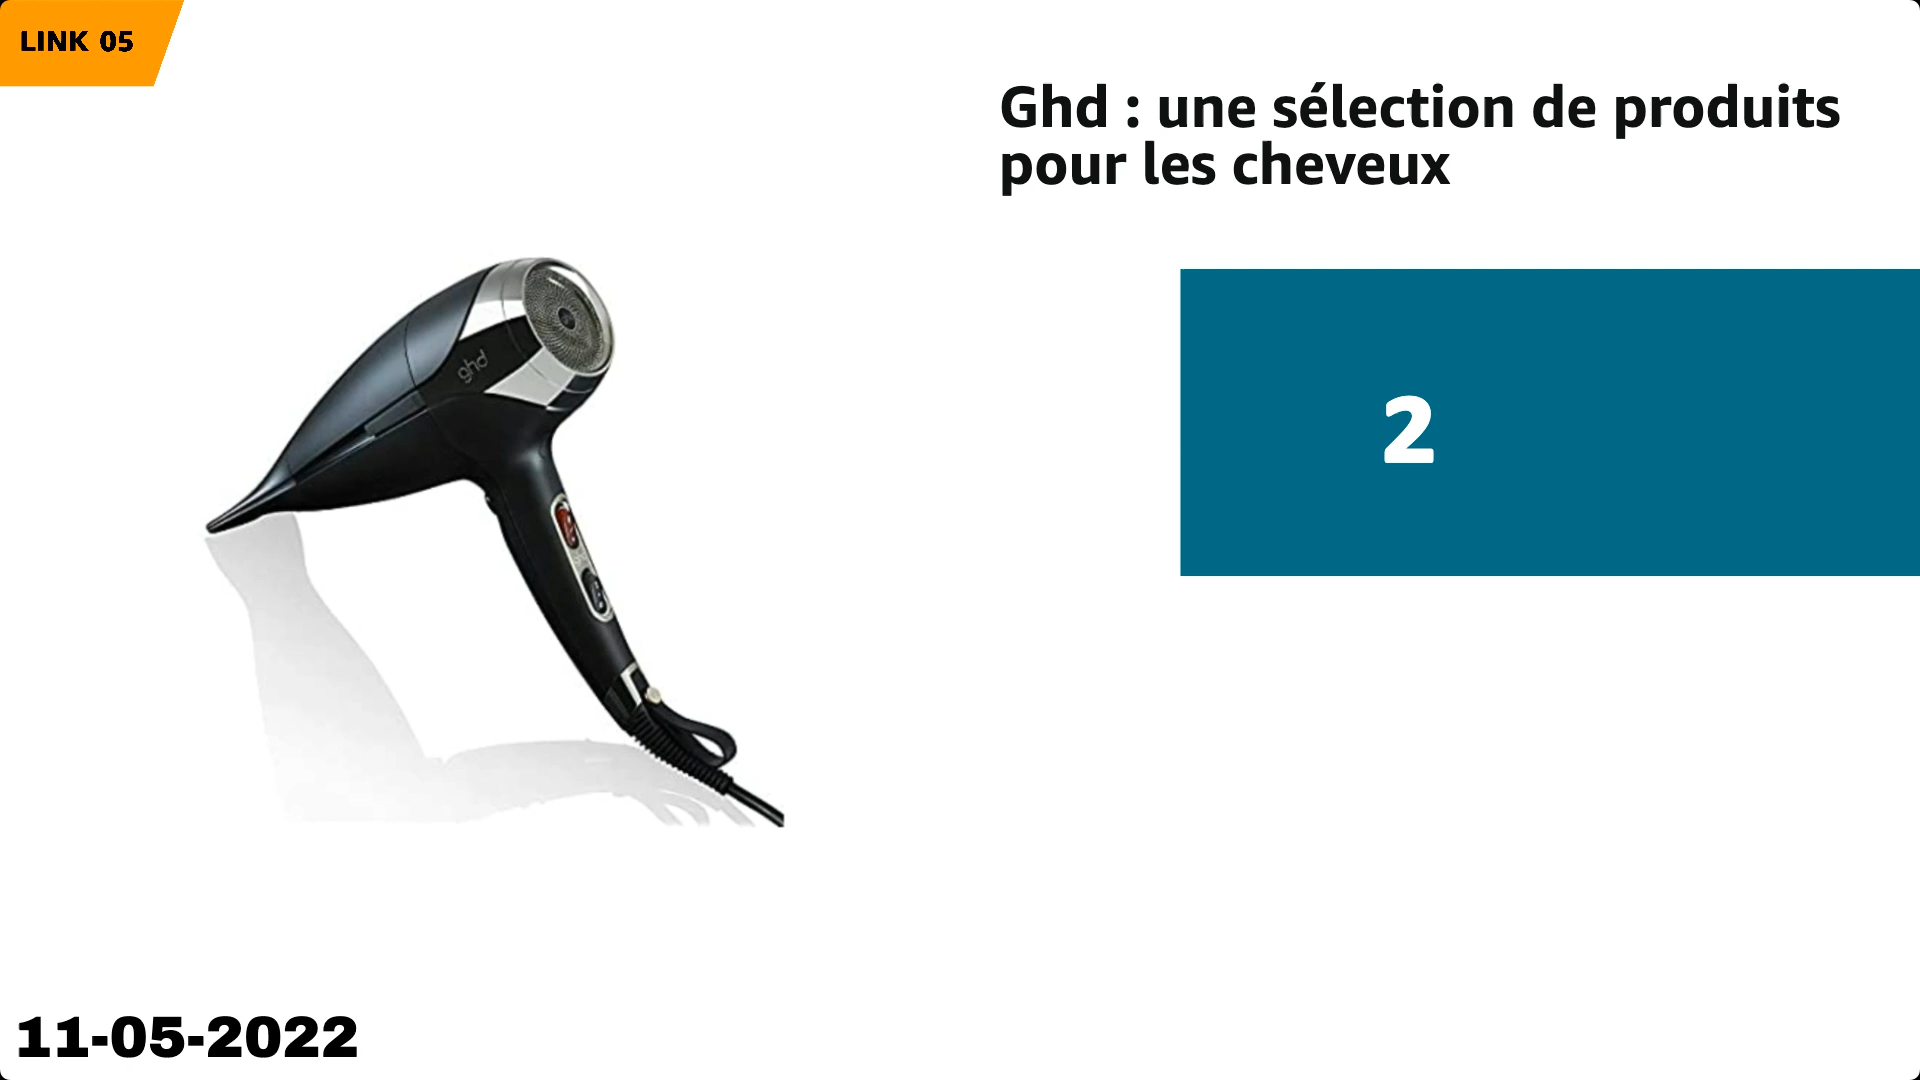 LINK 05
Ghd : une sélection de produits
pour les cheveux
ghd
2
11-05-2022